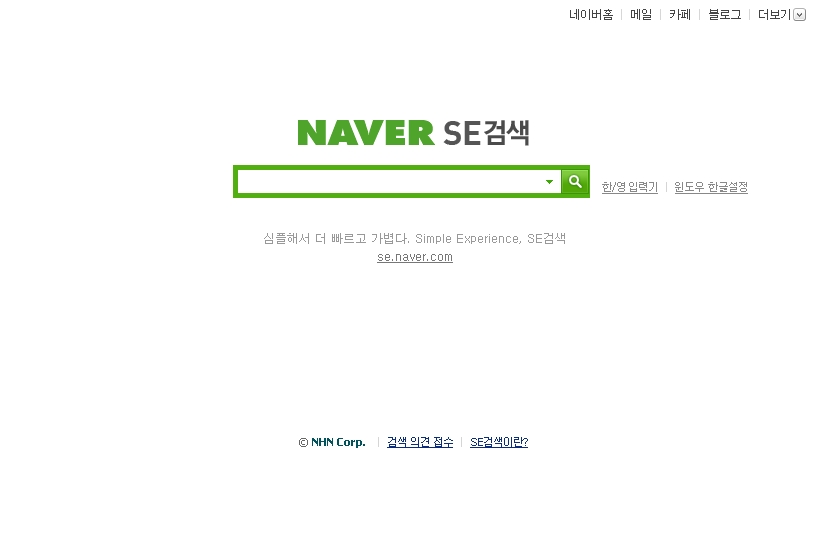 네이버홈 메일 카페 블로그 더보기
NAVER SE검색
한/영 입력기 윈도우 한글설정
심플해서 더 빠르고 가볍다. Simple Experience, SE검색
se.naver.com
© NHN Corp. 검색 의견 접수 SE검색이란?